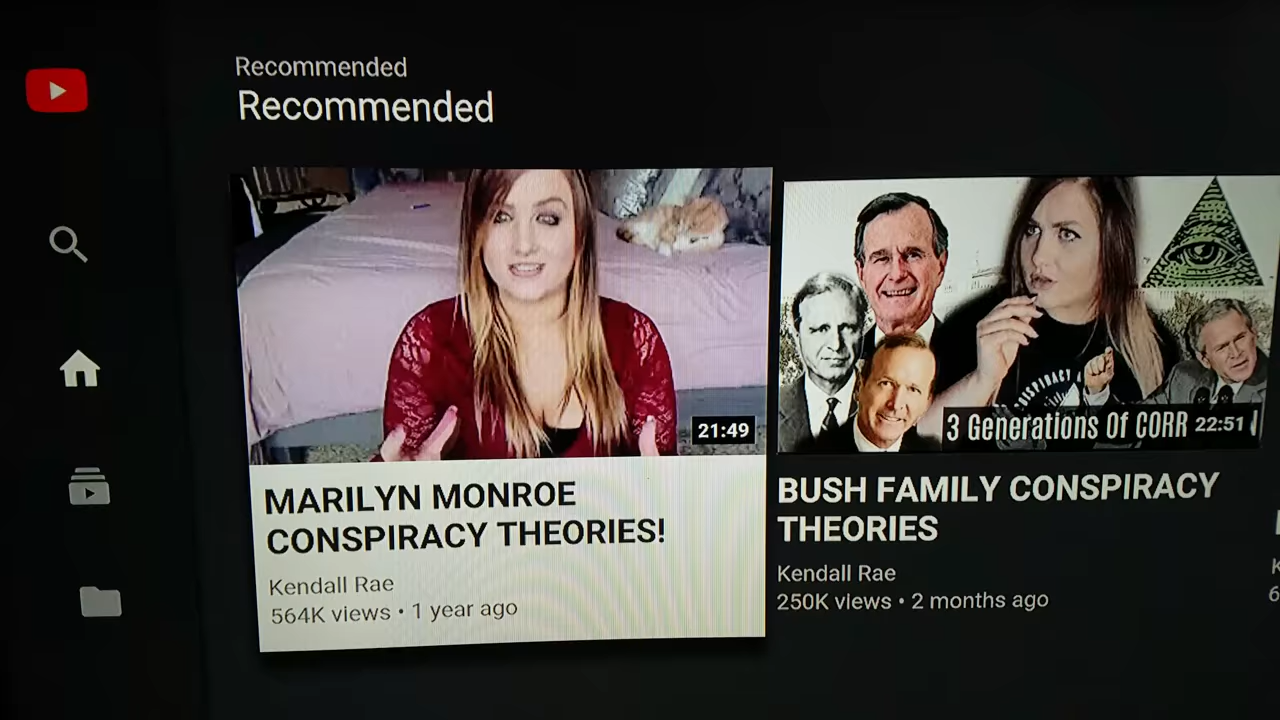 Recommended
Recommended
21:49
MARILYN MONROE
CONSPIRACY THEORIES!
Kendall Rae
564K views • 1 year ago
3 Generations Of CORR
22:51
BUSH FAMILY CONSPIRACY
THEORIES
Kendall Rae
250K views • 2 months ago